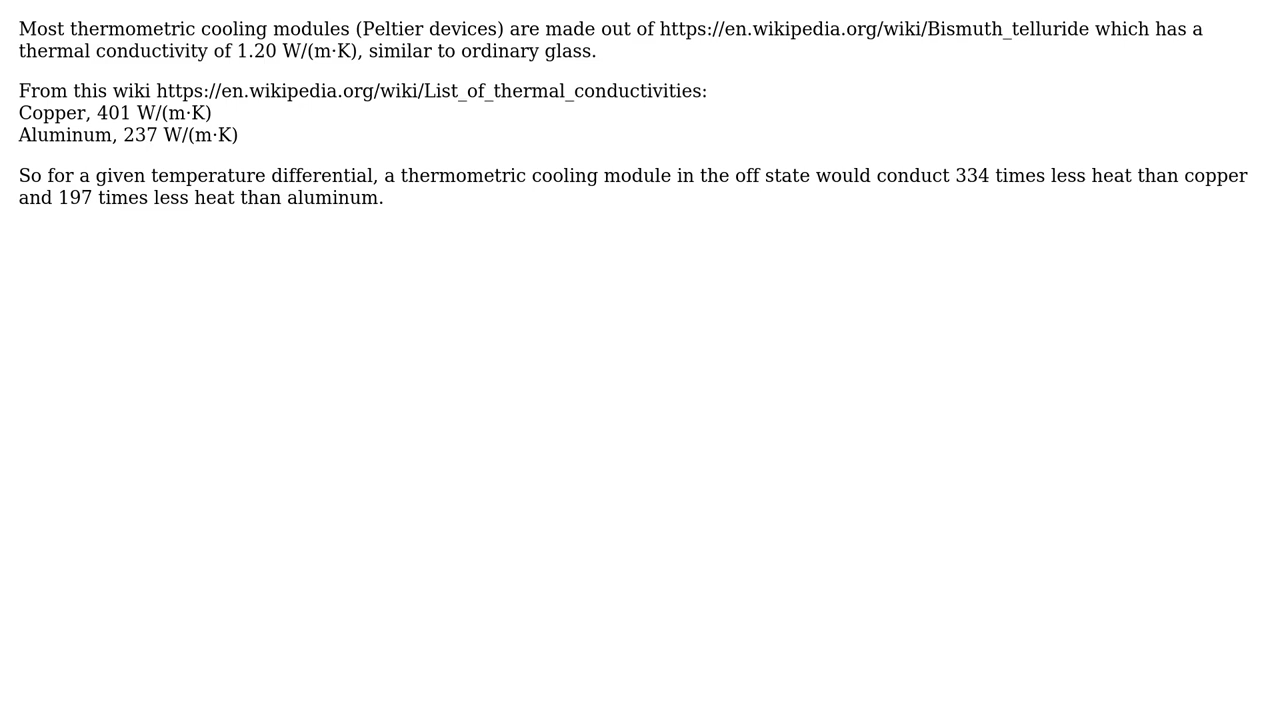 Most thermometric cooling modules (Peltier devices) are made out of https://en.wikipedia.org/wiki/Bismuth_telluride which has a
thermal conductivity of 1.20 W/(m·K), similar to ordinary glass.
From this wiki https://en.wikipedia.org/wiki/List_of_thermal_conductivities:
Copper, 401 W/(m·K)
Aluminum, 237 W/(m·K)
So for a given temperature differential, a thermometric cooling module in the off state would conduct 334 times less heat than copper
and 197 times less heat than aluminum.